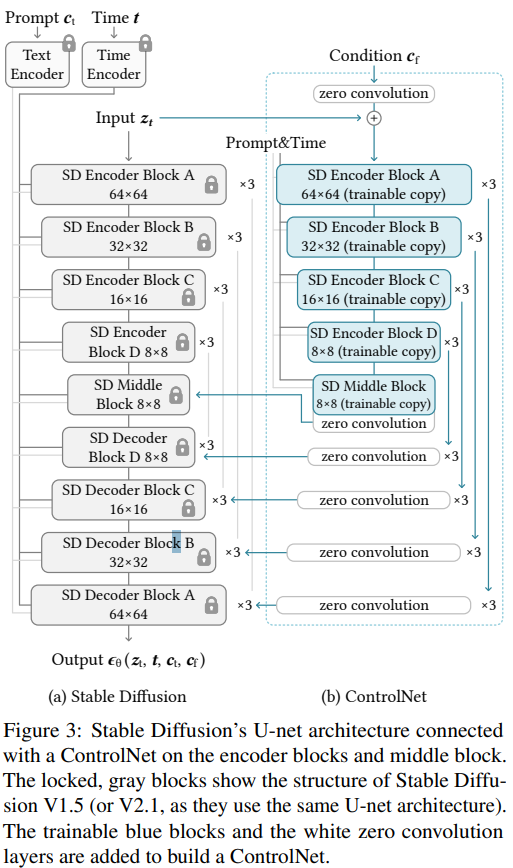 Prompt cₜ
Time t
Text
Encoder
Time
Encoder
Input zₜ
SD Encoder Block A
64×64
×3
SD Encoder Block B
32×32
×3
SD Encoder Block C
16×16
×3
SD Encoder
Block D 8×8
×3
SD Middle
Block 8×8
SD Decoder
Block D 8×8
×3
SD Decoder Block C
16×16
×3
SD Decoder Block B
32×32
×3
SD Decoder Block A
64×64
×3
Output ϵθ(zₜ, t, cₜ, c_f)
(a) Stable Diffusion
Condition c_f
zero convolution
+
Prompt&Time
SD Encoder Block A
64×64 (trainable copy)
×3
SD Encoder Block B
32×32 (trainable copy)
×3
SD Encoder Block C
16×16 (trainable copy)
×3
SD Encoder Block D
8×8 (trainable copy)
×3
SD Middle Block
8×8 (trainable copy)
zero convolution
zero convolution
×3
zero convolution
×3
zero convolution
×3
zero convolution
×3
(b) ControlNet
Figure 3: Stable Diffusion’s U-net architecture connected
with a ControlNet on the encoder blocks and middle block.
The locked, gray blocks show the structure of Stable Diffu-
sion V1.5 (or V2.1, as they use the same U-net architecture).
The trainable blue blocks and the white zero convolution
layers are added to build a ControlNet.